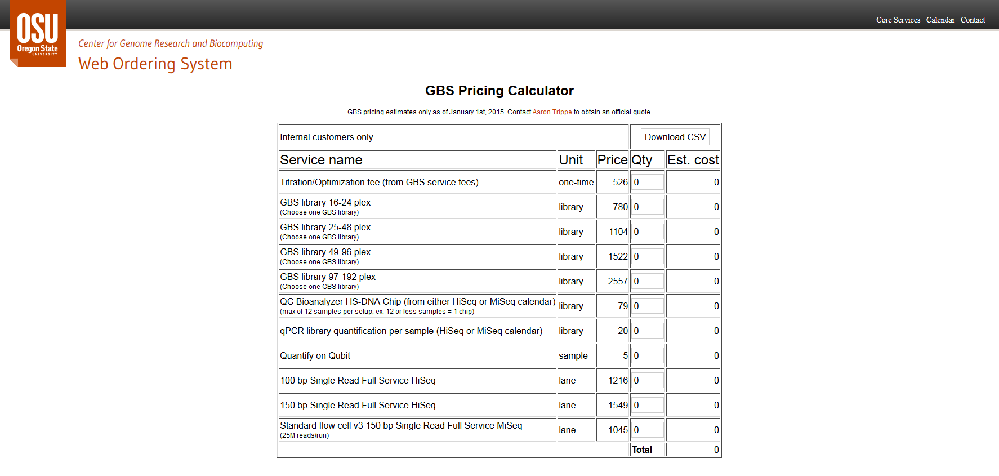 OSU
Oregon State
UNIVERSITY
Core Services Calendar Contact
Center for Genome Research and Biocomputing
Web Ordering System
GBS Pricing Calculator
GBS pricing estimates only as of January 1st, 2015. Contact Aaron Trippe to obtain an official quote.
Internal customers only Download CSV
Service name Unit Price Qty Est. cost
Titration/Optimization fee (from GBS service fees) one-time 526 0 0
GBS library 16-24 plex
(Choose one GBS library) library 780 0 0
GBS library 25-48 plex
(Choose one GBS library) library 1104 0 0
GBS library 49-96 plex
(Choose one GBS library) library 1522 0 0
GBS library 97-192 plex
(Choose one GBS library) library 2557 0 0
QC Bioanalyzer HS-DNA Chip (from either HiSeq or MiSeq calendar)
(max of 12 samples per setup; ex. 12 or less samples = 1 chip) library 79 0 0
qPCR library quantification per sample (HiSeq or MiSeq calendar) library 20 0 0
Quantify on Qubit sample 5 0 0
100 bp Single Read Full Service HiSeq lane 1216 0 0
150 bp Single Read Full Service HiSeq lane 1549 0 0
Standard flow cell v3 150 bp Single Read Full Service MiSeq
(25M reads/run) lane 1045 0 0
Total 0